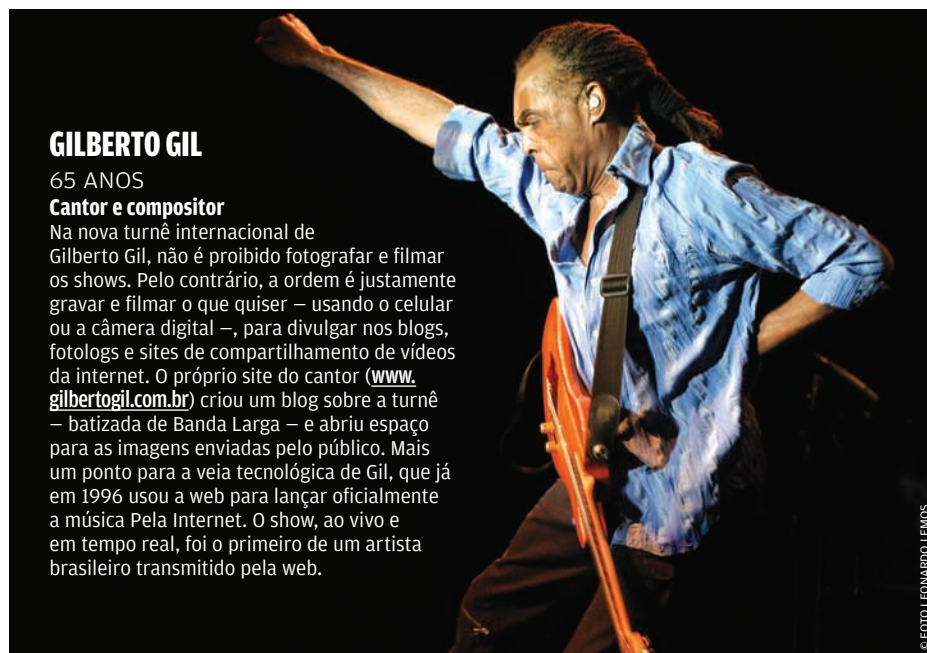 GILBERTO GIL
65 ANOS
Cantor e compositor
Na nova turnê internacional de
Gilberto Gil, não é proibido fotografar e filmar
os shows. Pelo contrário, a ordem é justamente
gravar e filmar o que quiser – usando o celular
ou a câmera digital –, para divulgar nos blogs,
fotologs e sites de compartilhamento de vídeos
da internet. O próprio site do cantor (www.
gilbertogil.com.br) criou um blog sobre a turnê
– batizada de Banda Larga – e abriu espaço
para as imagens enviadas pelo público. Mais
um ponto para a veia tecnológica de Gil, que já
em 1996 usou a web para lançar oficialmente
a música Pela Internet. O show, ao vivo e
em tempo real, foi o primeiro de um artista
brasileiro transmitido pela web.
© FOTO LEONARDO LEMOS